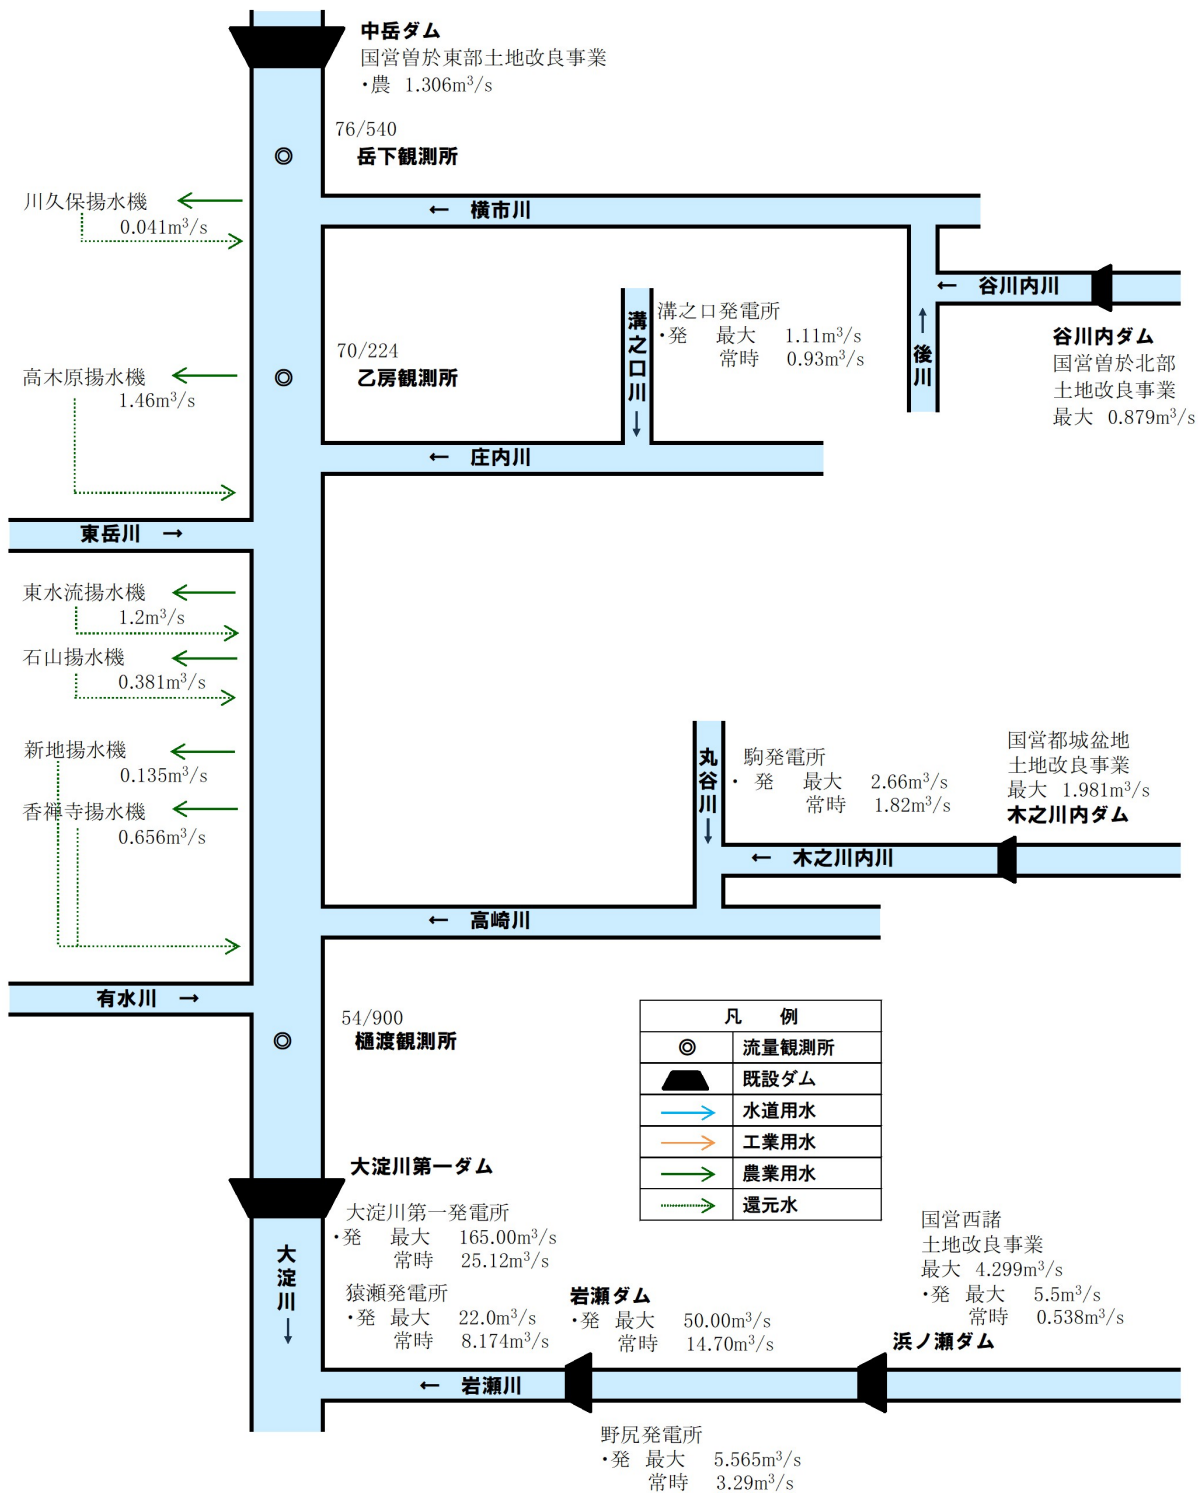 中岳ダム
国営曽於東部土地改良事業
・農 1.306m³/s
76/540
岳下観測所
川久保揚水機
0.041m³/s
← 横市川
← 谷川内川
谷川内ダム
国営曽於北部
土地改良事業
最大 0.879m³/s
後川
↑
溝之口川
↓
溝之口発電所
・発 最大 1.11m³/s
常時 0.93m³/s
70/224
乙房観測所
高木原揚水機
1.46m³/s
← 庄内川
東岳川 →
東水流揚水機
1.2m³/s
石山揚水機
0.381m³/s
新地揚水機
0.135m³/s
香禅寺揚水機
0.656m³/s
丸谷川
↓
駒発電所
・発 最大 2.66m³/s
常時 1.82m³/s
国営都城盆地
土地改良事業
最大 1.981m³/s
木之川内ダム
← 木之川内川
← 高崎川
有水川 →
54/900
樋渡観測所
凡 例
◎ 流量観測所
既設ダム
水道用水
工業用水
農業用水
還元水
大淀川第一ダム
大淀川第一発電所
・発 最大 165.00m³/s
常時 25.12m³/s
大淀川
↓
猿瀬発電所
・発 最大 22.0m³/s
常時 8.174m³/s
岩瀬ダム
・発 最大 50.00m³/s
常時 14.70m³/s
国営西諸
土地改良事業
最大 4.299m³/s
・発 最大 5.5m³/s
常時 0.538m³/s
浜ノ瀬ダム
← 岩瀬川
野尻発電所
・発 最大 5.565m³/s
常時 3.29m³/s